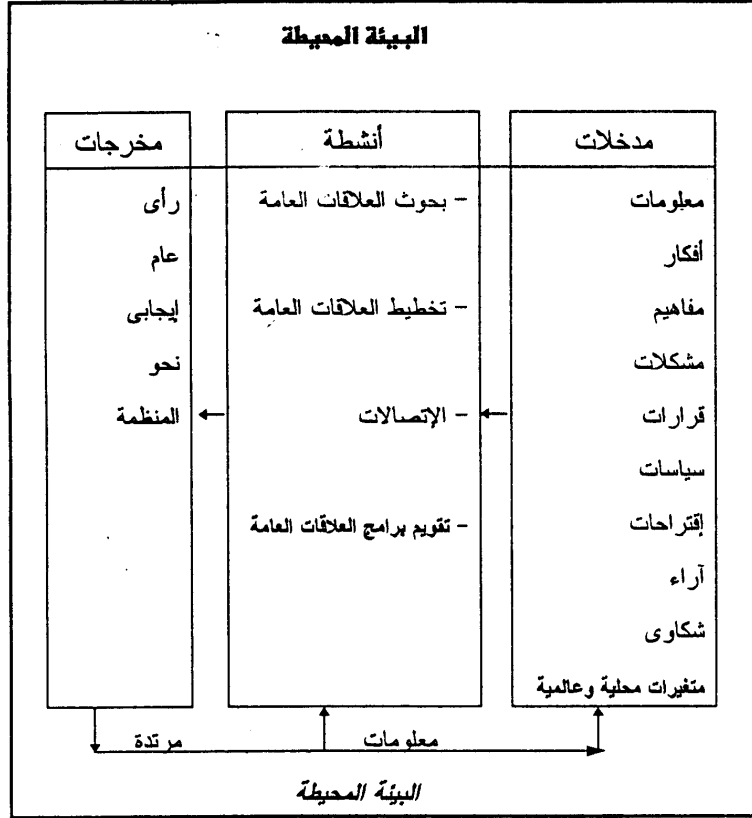 البيئة المحيطة
مدخلات
معلومات
أفكار
مفاهيم
مشكلات
قرارات
سياسات
إقتراحات
آراء
شكاوى
متغيرات محلية وعالمية
أنشطة
- بحوث العلاقات العامة
- تخطيط العلاقات العامة
- الإتصالات
- تقويم برامج العلاقات العامة
مخرجات
رأى
عام
إيجابى
نحو
المنظمة
معلومات مرتدة
البيئة المحيطة